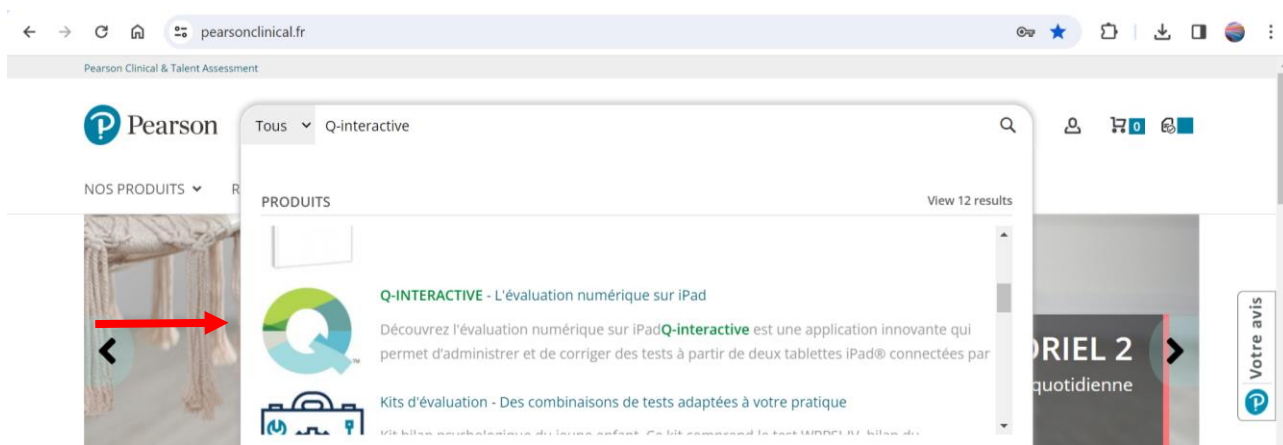 pearsonclinical.fr
Pearson Clinical & Talent Assessment
Pearson
Tous Q-interactive
0
NOS PRODUITS R
PRODUITS View 12 results
Q-INTERACTIVE - L'évaluation numérique sur iPad
Découvrez l'évaluation numérique sur iPadQ-interactive est une application innovante qui
permet d'administrer et de corriger des tests à partir de deux tablettes iPad® connectées par
Kits d'évaluation - Des combinaisons de tests adaptées à votre pratique
RIEL 2
quotidienne
Votre avis